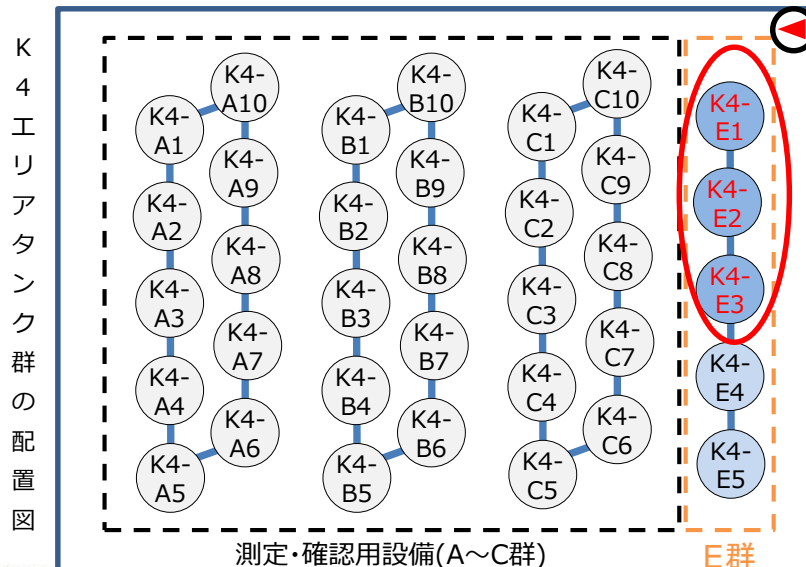 K4エリアタンク群の配置図
K4-
A10
K4-
A1
K4-
A9
K4-
A2
K4-
A8
K4-
A3
K4-
A7
K4-
A4
K4-
A6
K4-
A5
K4-
B10
K4-
B1
K4-
B9
K4-
B2
K4-
B8
K4-
B3
K4-
B7
K4-
B4
K4-
B6
K4-
B5
K4-
C10
K4-
C1
K4-
C9
K4-
C2
K4-
C8
K4-
C3
K4-
C7
K4-
C4
K4-
C6
K4-
C5
K4-
E1
K4-
E2
K4-
E3
K4-
E4
K4-
E5
測定・確認用設備(A～C群)
E群